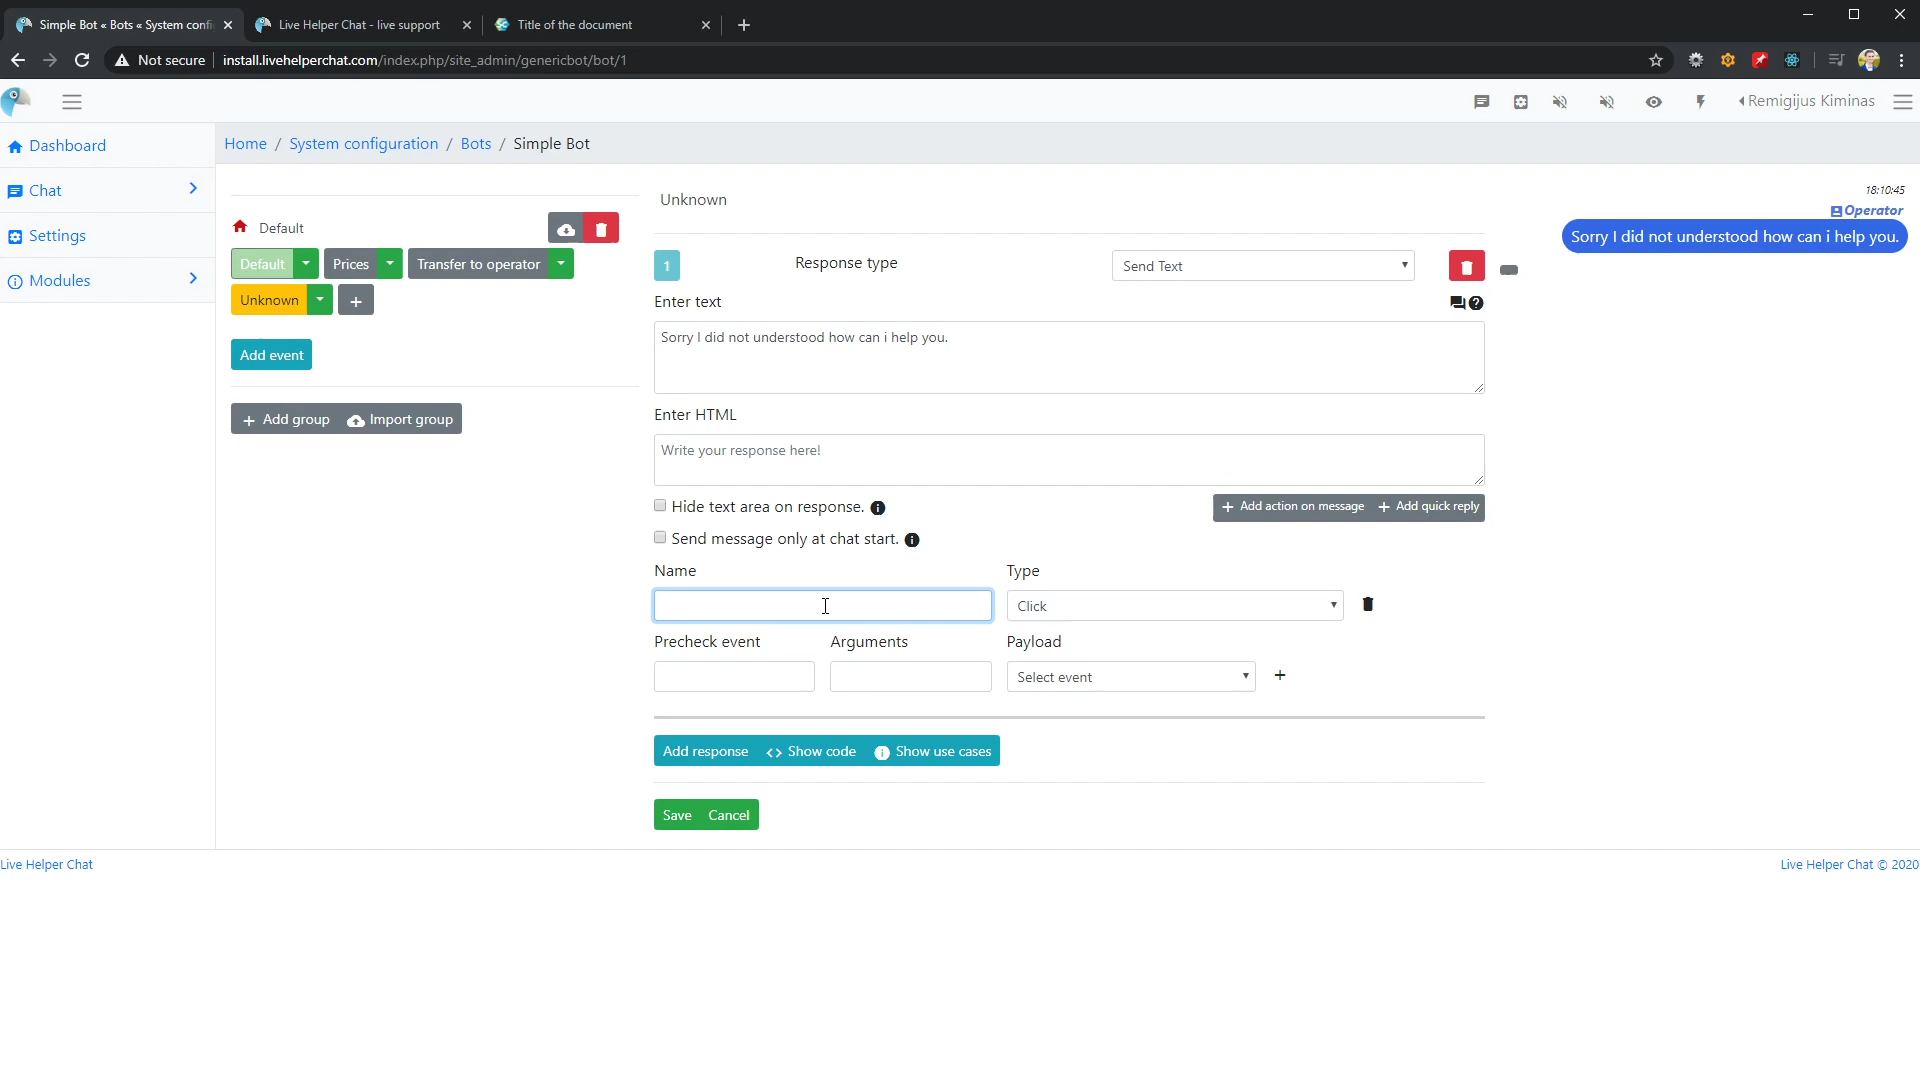 Simple Bot « Bots « System confi
Live Helper Chat - live support
Title of the document
Not secure
install.livehelperchat.com/index.php/site_admin/genericbot/bot/1
Remigijus Kiminas
Dashboard
Home / System configuration / Bots / Simple Bot
Chat
Settings
Modules
Default
Default
Prices
Transfer to operator
Unknown
Add event
Add group
Import group
Unknown
1
Response type
Send Text
Enter text
Sorry I did not understood how can i help you.
Enter HTML
Write your response here!
Hide text area on response.
Add action on message
Add quick reply
Send message only at chat start.
Name
Type
Click
Precheck event
Arguments
Payload
Select event
Add response
<> Show code
Show use cases
Save
Cancel
18:10:45
Operator
Sorry I did not understood how can i help you.
Live Helper Chat
Live Helper Chat © 2020